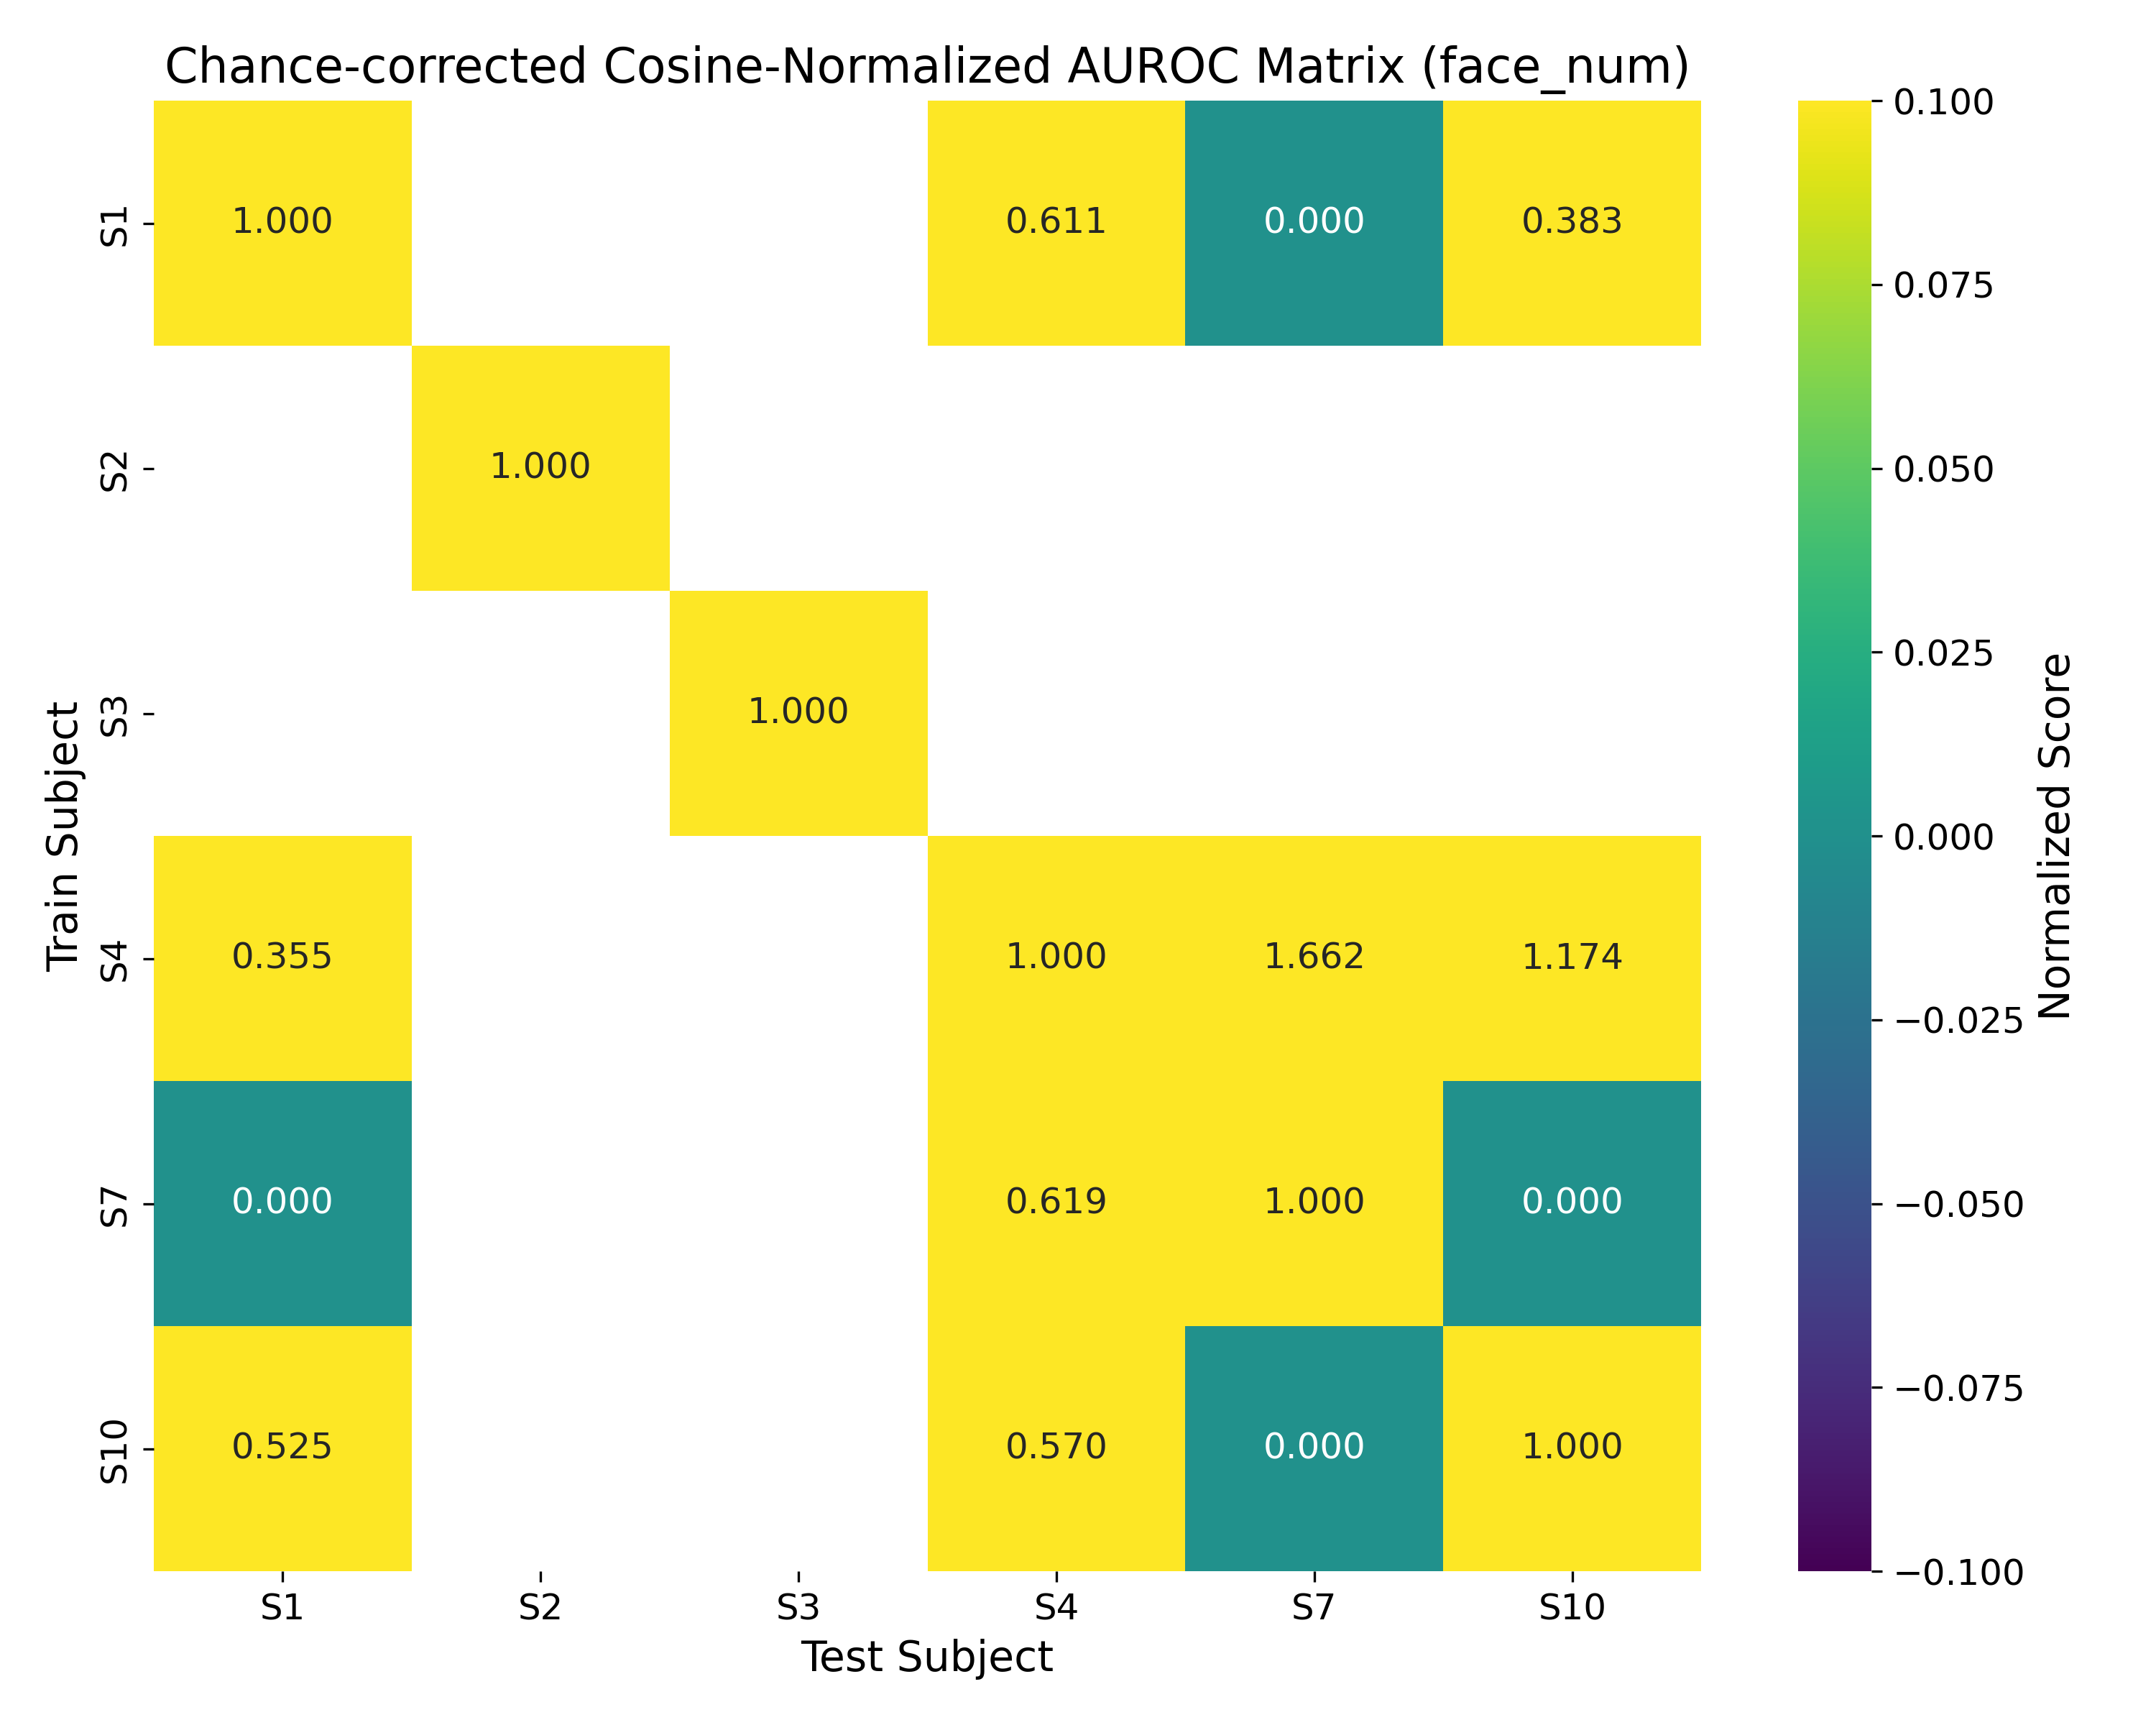 Chance-corrected Cosine-Normalized AUROC Matrix (face_num)
Train Subject
S1
1.000
0.611
0.000
0.383
S2
1.000
S3
1.000
S4
0.355
1.000
1.662
1.174
S7
0.000
0.619
1.000
0.000
S10
0.525
0.570
0.000
1.000
S1
S2
S3
S4
S7
S10
Test Subject
0.100
0.075
0.050
0.025
0.000
−0.025
−0.050
−0.075
−0.100
Normalized Score